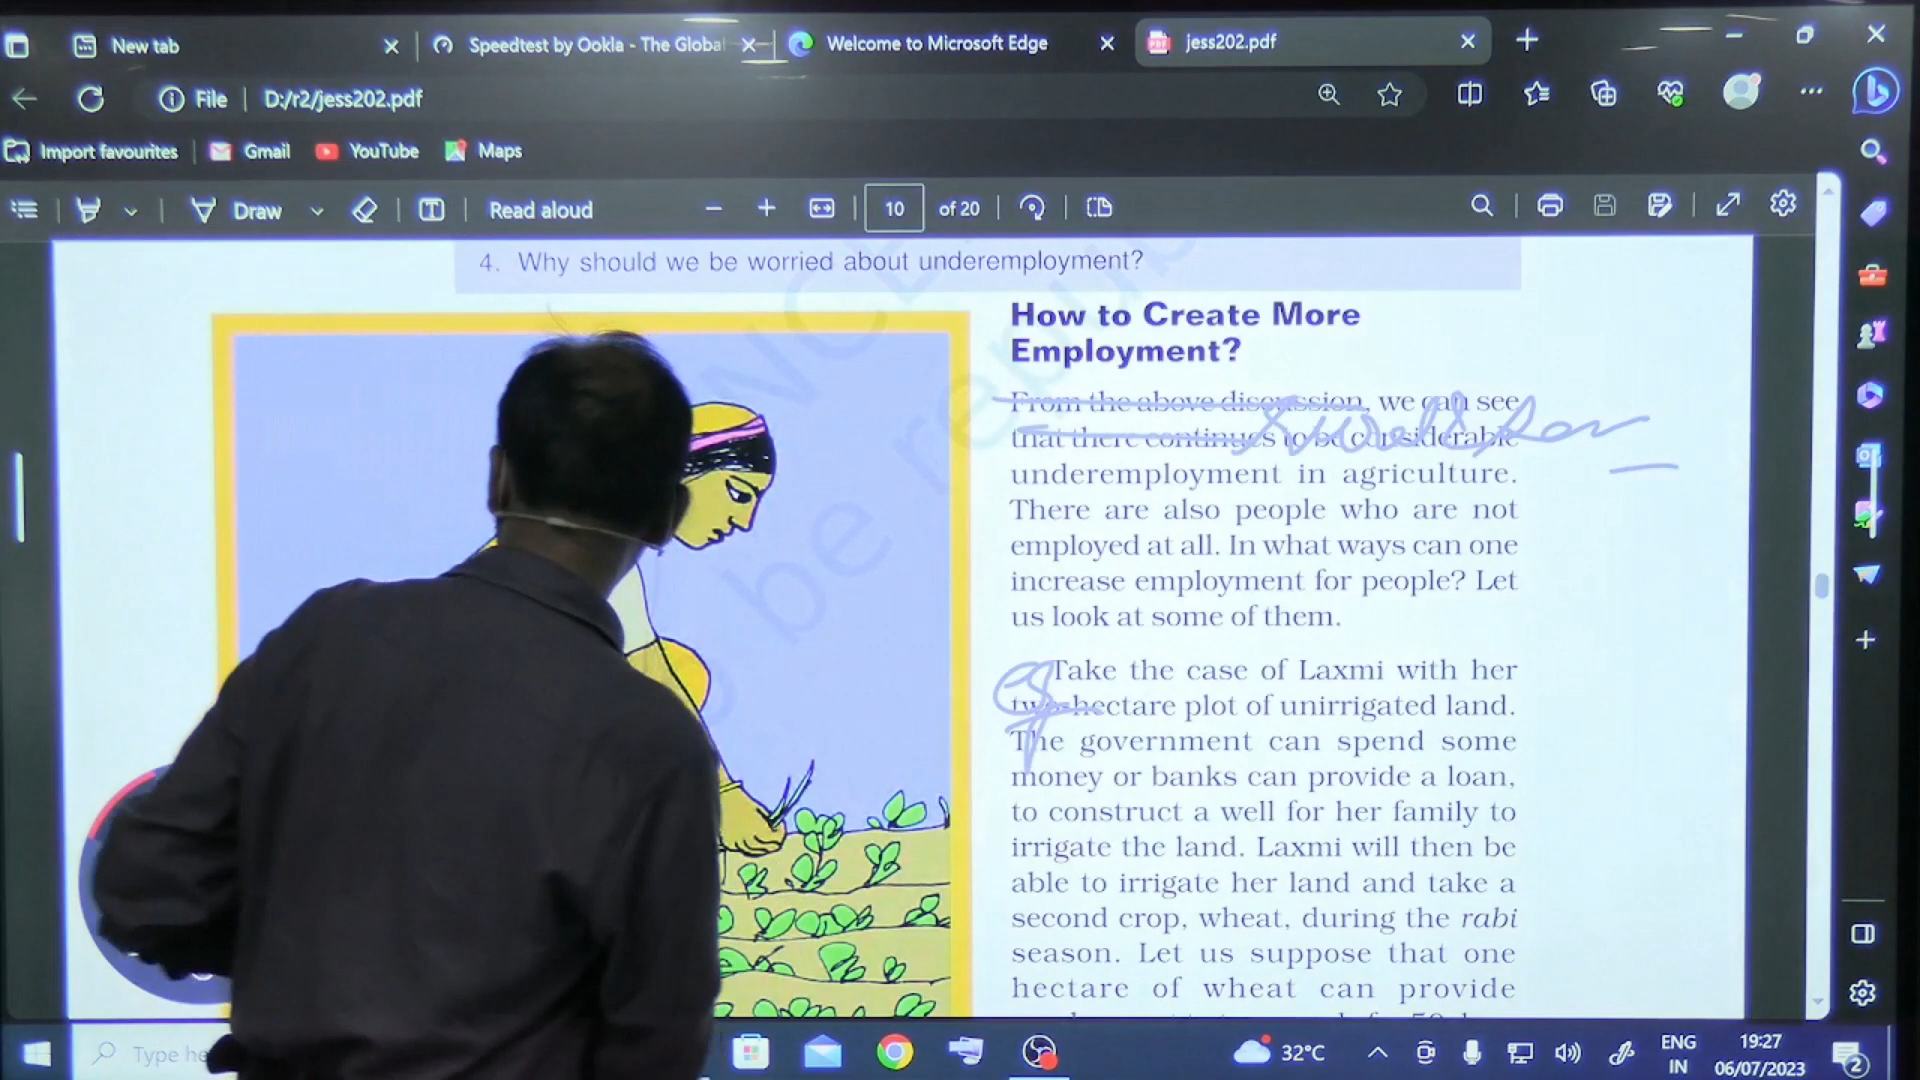 New tab
Speedtest by Ookla - The Global
Welcome to Microsoft Edge
jess202.pdf
File
D:/r2/jess202.pdf
Import favourites
Gmail
YouTube
Maps
Draw
Read aloud
10
of 20
4. Why should we be worried about underemployment?
How to Create More
Employment?
From the above discussion, we can see
that there continues to be considerable
underemployment in agriculture.
There are also people who are not
employed at all. In what ways can one
increase employment for people? Let
us look at some of them.
Take the case of Laxmi with her
two-hectare plot of unirrigated land.
The government can spend some
money or banks can provide a loan,
to construct a well for her family to
irrigate the land. Laxmi will then be
able to irrigate her land and take a
second crop, wheat, during the rabi
season. Let us suppose that one
hectare of wheat can provide
be repub
Type he
32°C
ENG
IN
19:27
06/07/2023
2